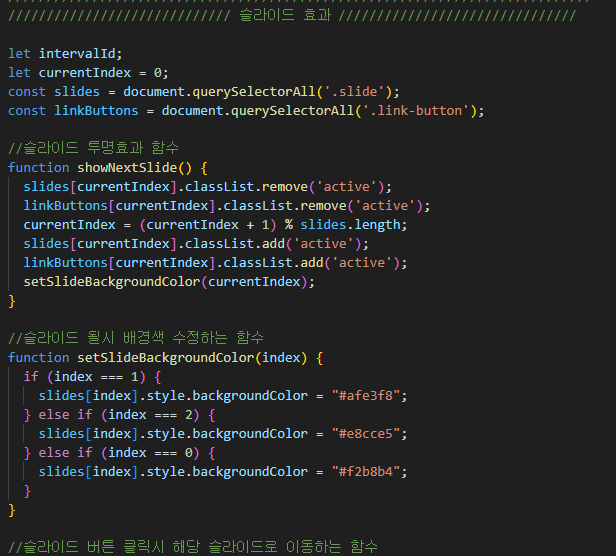 ////////////////////////////// 슬라이드 효과 ////////////////////////////////
let intervalId;
let currentIndex = 0;
const slides = document.querySelectorAll('.slide');
const linkButtons = document.querySelectorAll('.link-button');
//슬라이드 투명효과 함수
function showNextSlide() {
slides[currentIndex].classList.remove('active');
linkButtons[currentIndex].classList.remove('active');
currentIndex = (currentIndex + 1) % slides.length;
slides[currentIndex].classList.add('active');
linkButtons[currentIndex].classList.add('active');
setSlideBackgroundColor(currentIndex);
}
//슬라이드 될시 배경색 수정하는 함수
function setSlideBackgroundColor(index) {
if (index === 1) {
slides[index].style.backgroundColor = "#afe3f8";
} else if (index === 2) {
slides[index].style.backgroundColor = "#e8cce5";
} else if (index === 0) {
slides[index].style.backgroundColor = "#f2b8b4";
}
}
//슬라이드 버튼 클릭시 해당 슬라이드로 이동하는 함수